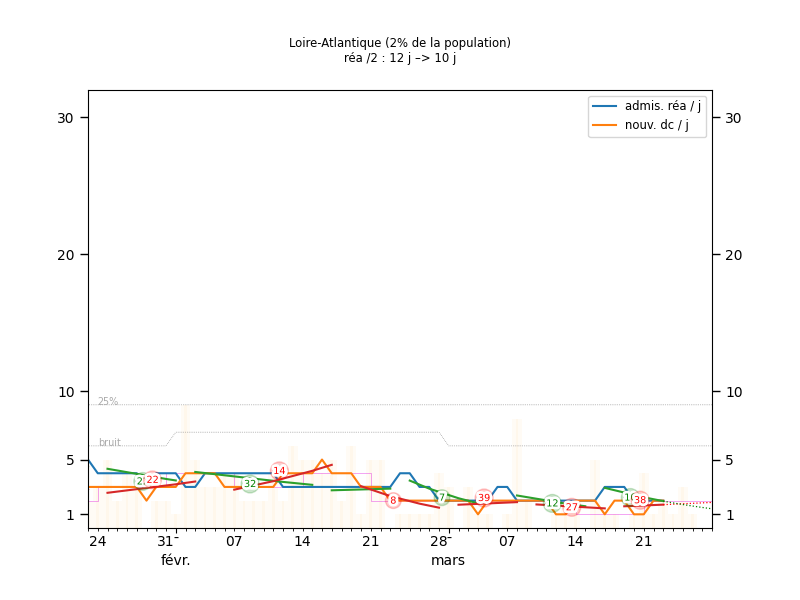 Loire-Atlantique (2% de la population)
réa /2 : 12 j –> 10 j
admis. réa / j
nouv. dc / j
30 30
20 20
10 10
25%
bruit
5 5
22 14
32
8 7 39 12 27 38
1 1
24 31 07 14 21 28 07 14 21
févr. mars